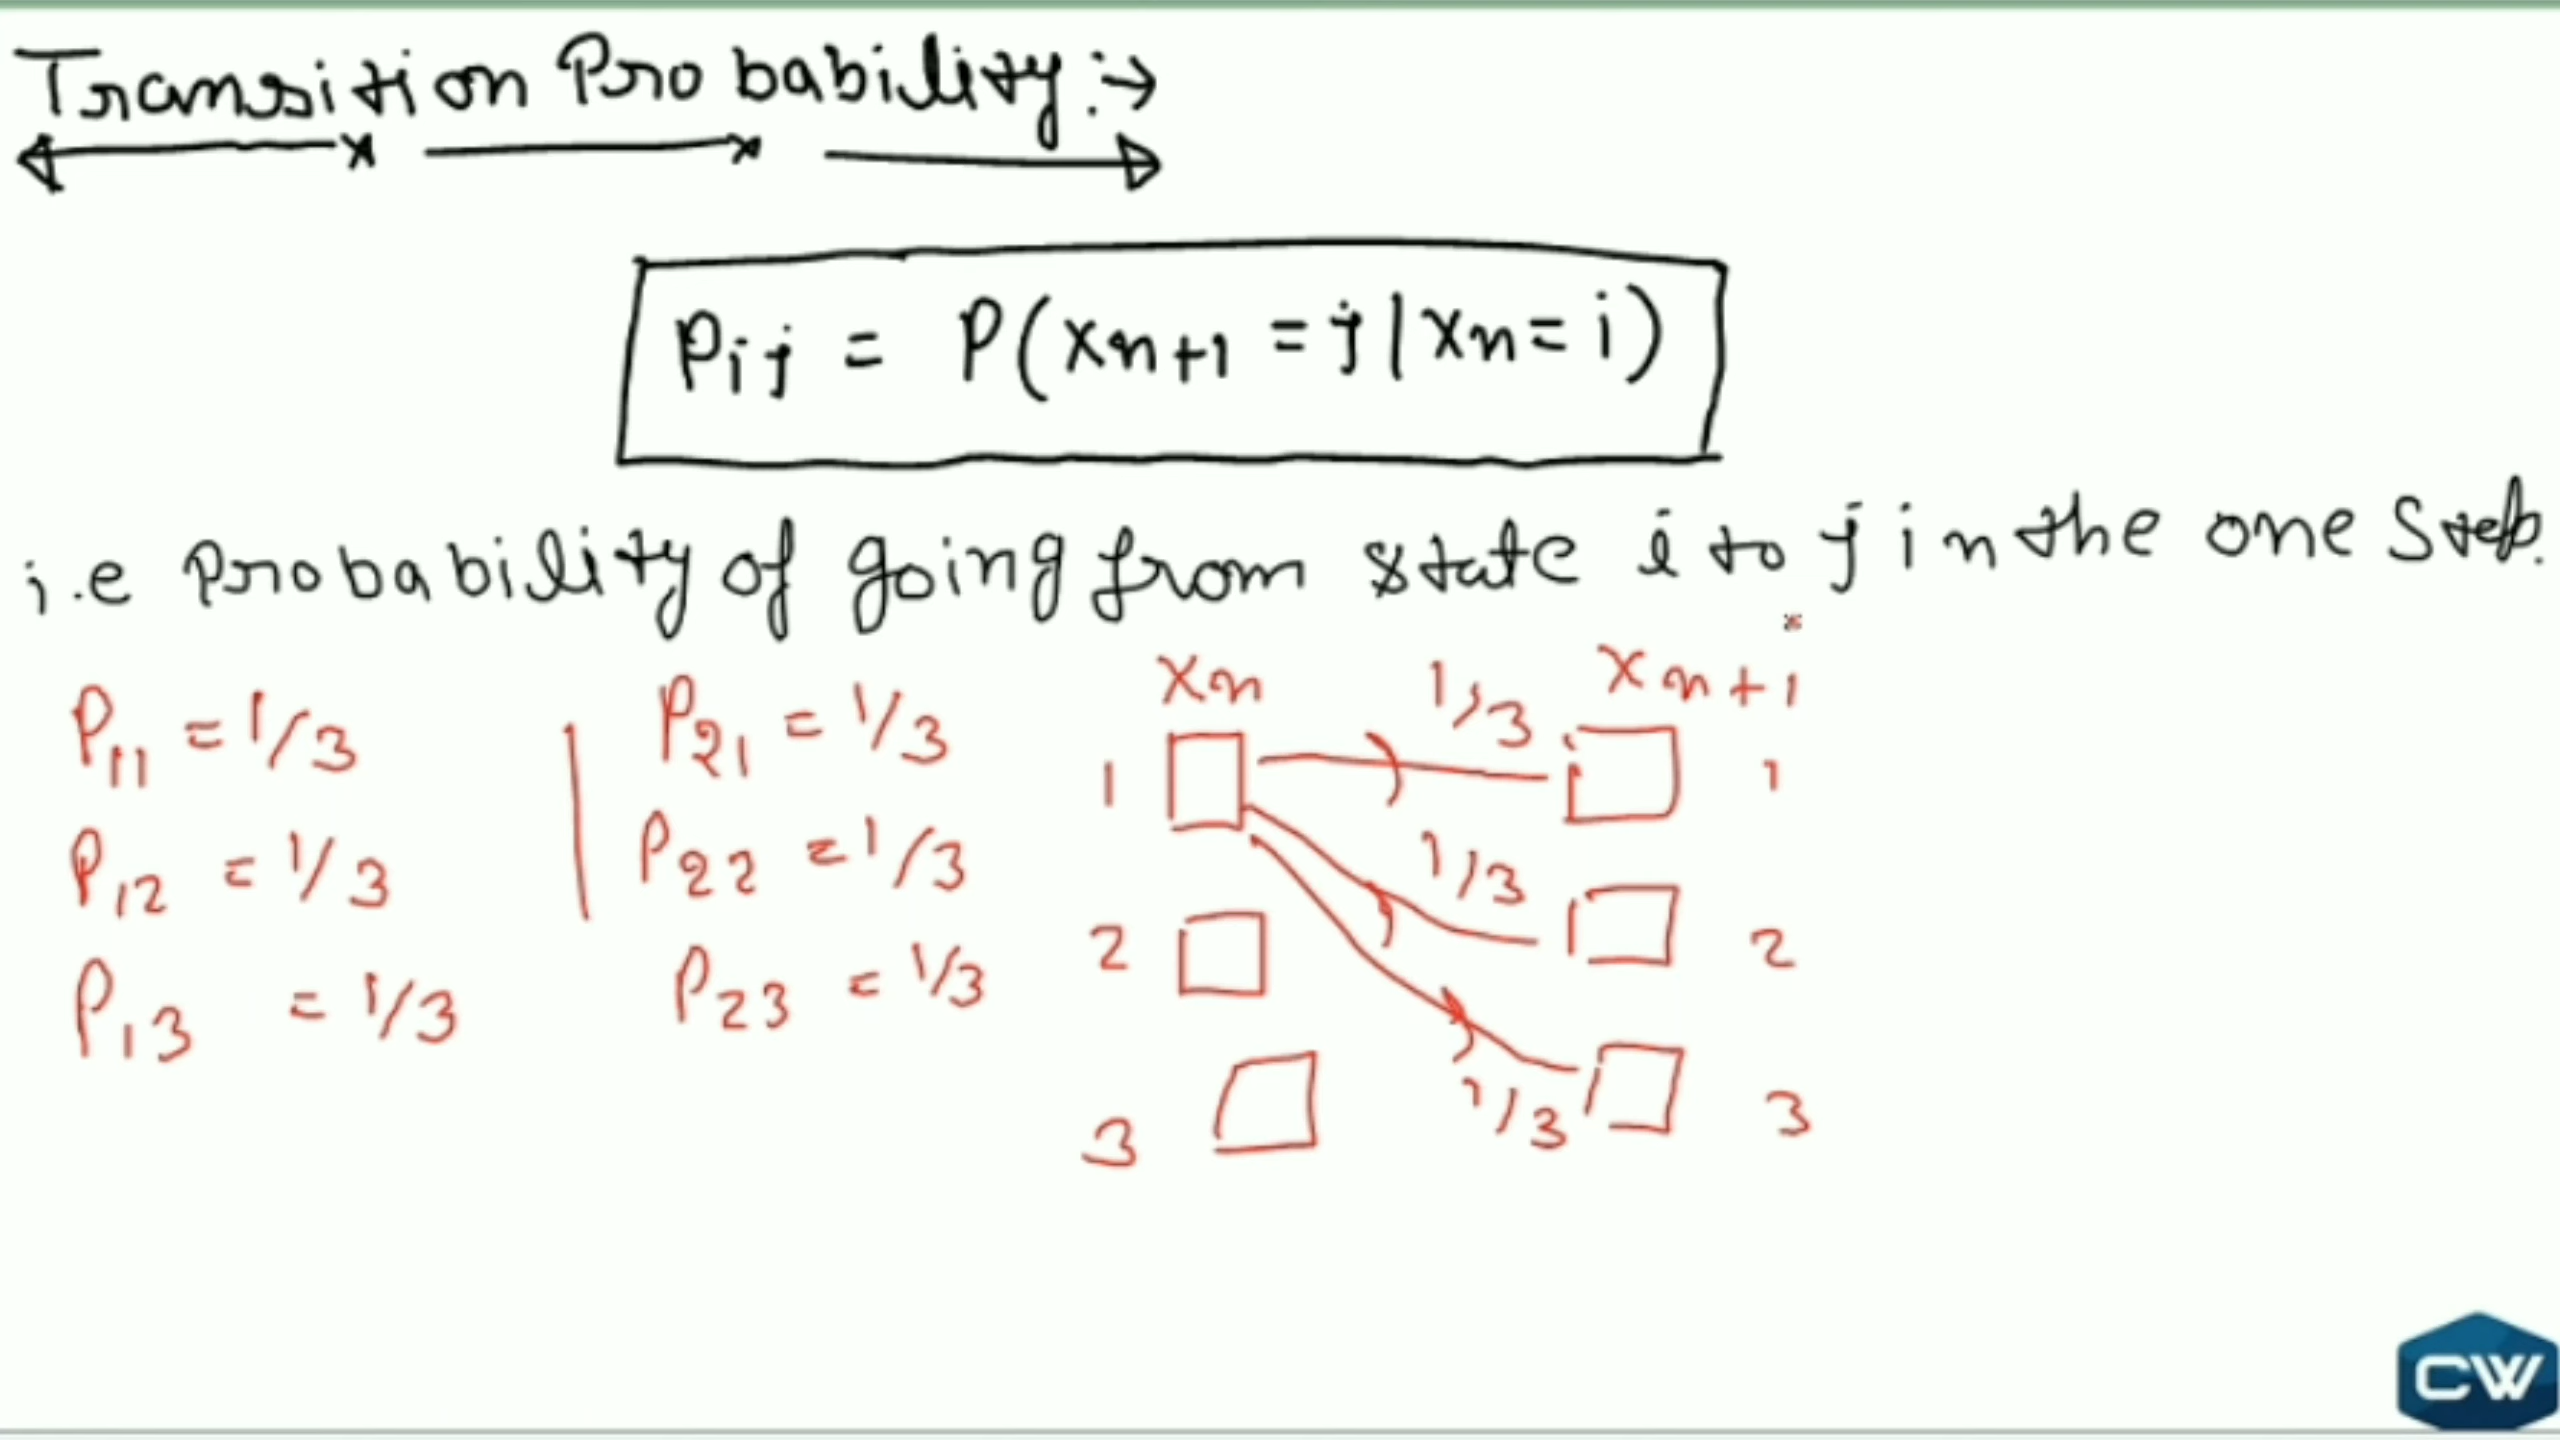 Transition Probability :→
Pij = P(xn+1 = j | xn = i)
i.e Probability of going from state i to j in the one step.
P11 = 1/3
P12 = 1/3
P13 = 1/3
P21 = 1/3
P22 = 1/3
P23 = 1/3
xn 1/3 xn+1
1 1
1/3
2 2
3 1/3 3
CW